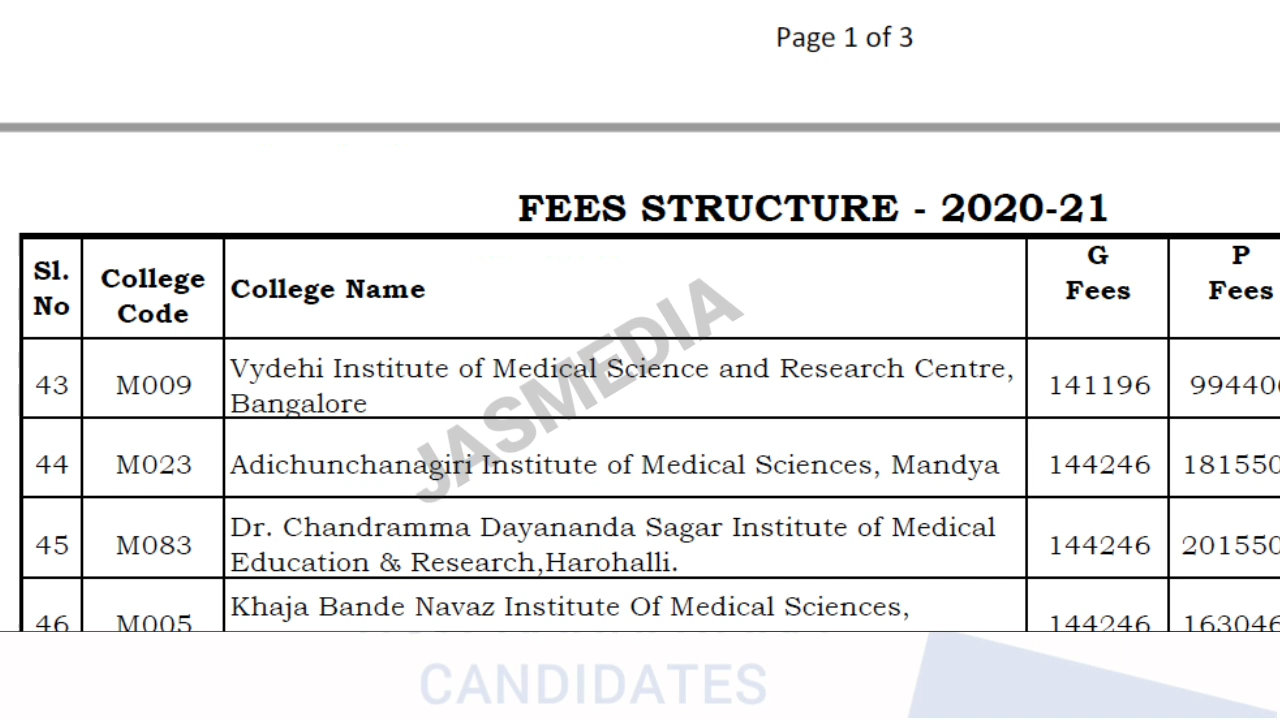 Page 1 of 3
FEES STRUCTURE - 2020-21
Sl. No College Code College Name G Fees P Fees
43 M009 Vydehi Institute of Medical Science and Research Centre, Bangalore 141196
44 M023 Adichunchanagiri Institute of Medical Sciences, Mandya 144246
45 M083 Dr. Chandramma Dayananda Sagar Institute of Medical Education & Research,Harohalli. 144246
46 M005 Khaja Bande Navaz Institute Of Medical Sciences, 144246
JASMEDIA
CANDIDATES